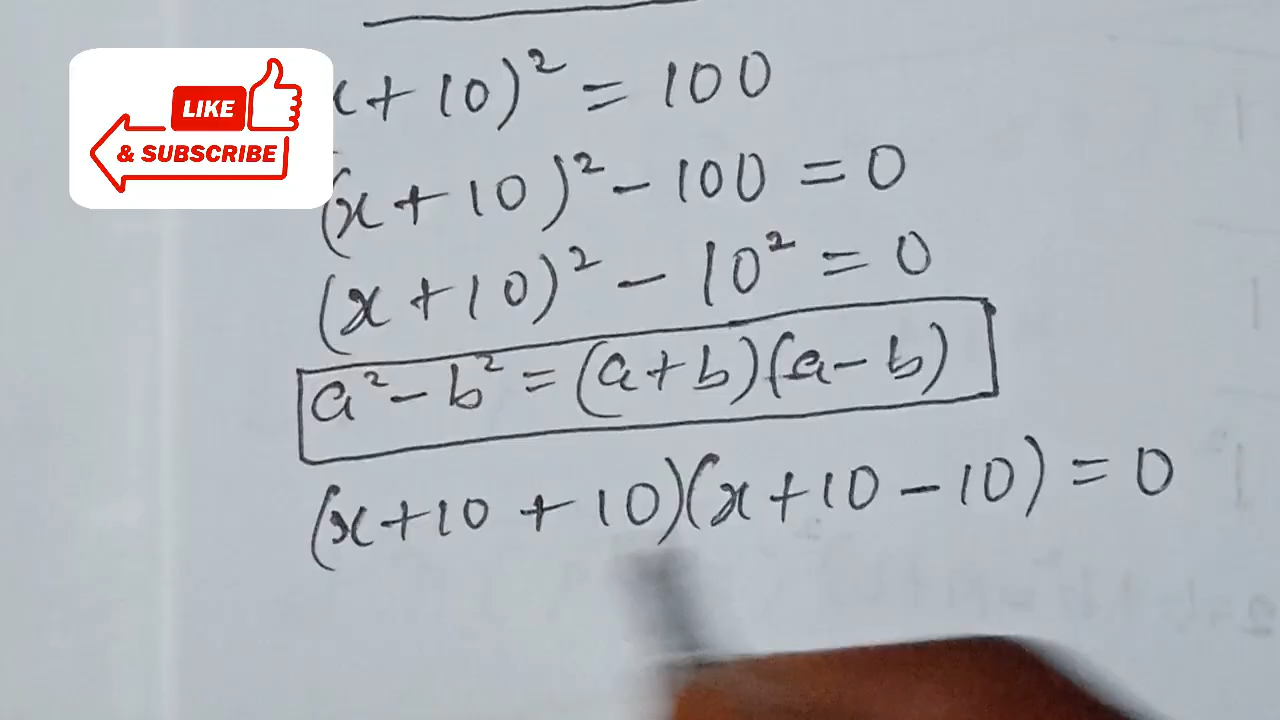 x + 10)² = 100
LIKE
& SUBSCRIBE
(x + 10)² - 100 = 0
(x + 10)² - 10² = 0
a² - b² = (a + b)(a - b)
(x + 10 + 10)(x + 10 - 10) = 0